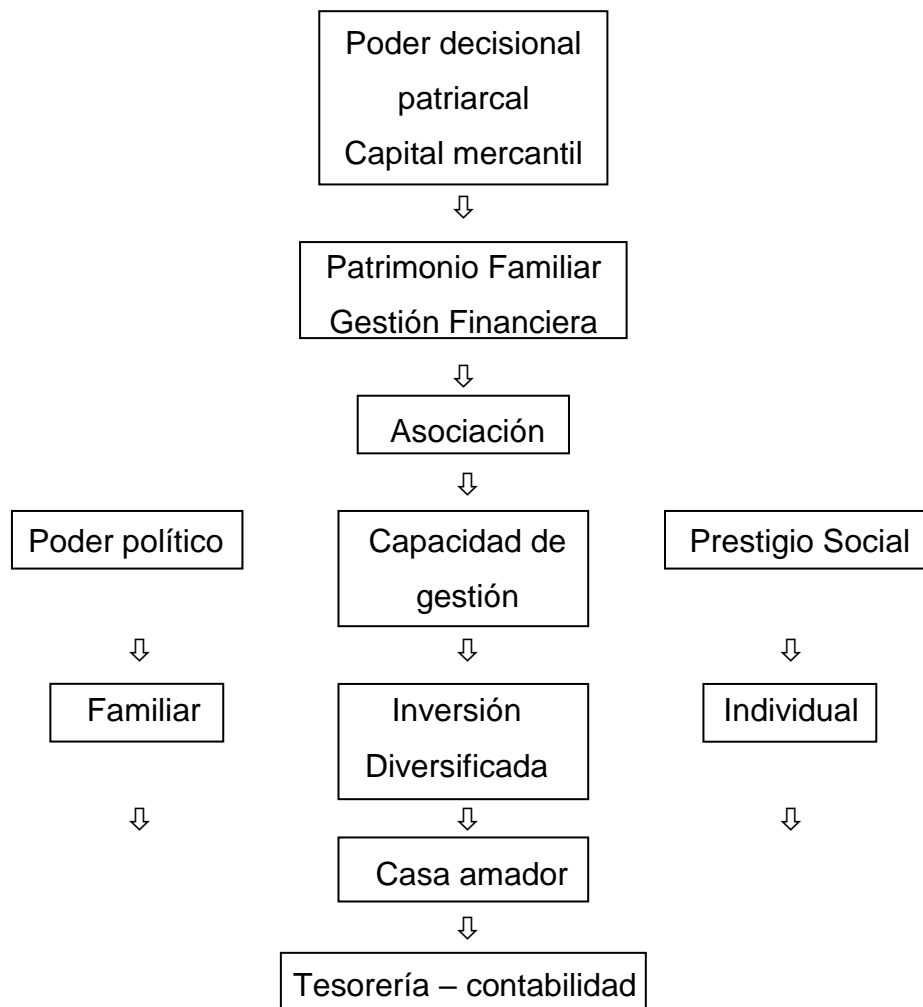 Poder decisional
patriarcal
Capital mercantil
⇩
Patrimonio Familiar
Gestión Financiera
⇩
Asociación
⇩
Poder político
Capacidad de
gestión
Prestigio Social
⇩ ⇩ ⇩
Familiar
Inversión
Diversificada
Individual
⇩ ⇩ ⇩
Casa amador
⇩
Tesorería – contabilidad